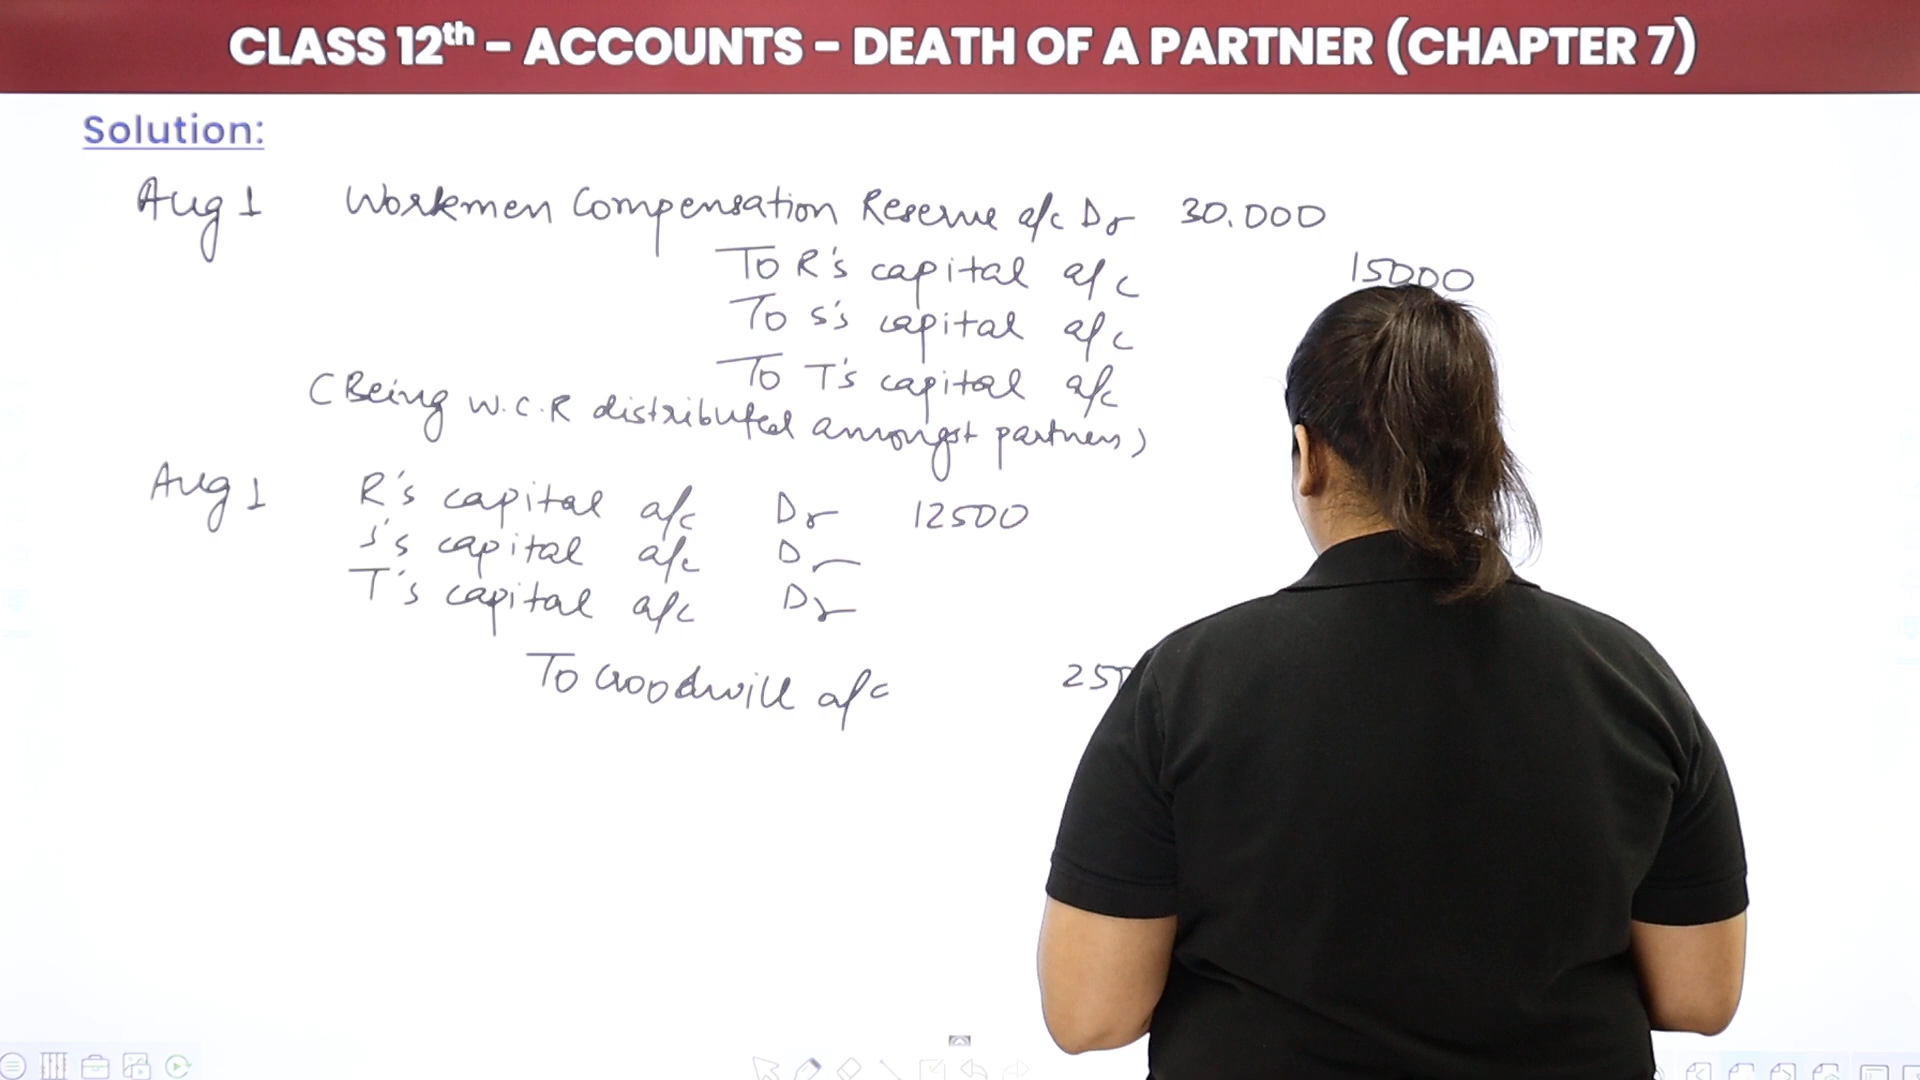 CLASS 12th - ACCOUNTS - DEATH OF A PARTNER (CHAPTER 7)
Solution:
Aug 1 Workmen Compensation Reserve a/c Dr 30.000
To R's capital a/c 15000
To S's capital a/c
To T's capital a/c
(Being W.C.R distributed amongst partners)
Aug 1 R's capital a/c Dr 12500
S's capital a/c Dr
T's capital a/c Dr
To Goodwill a/c